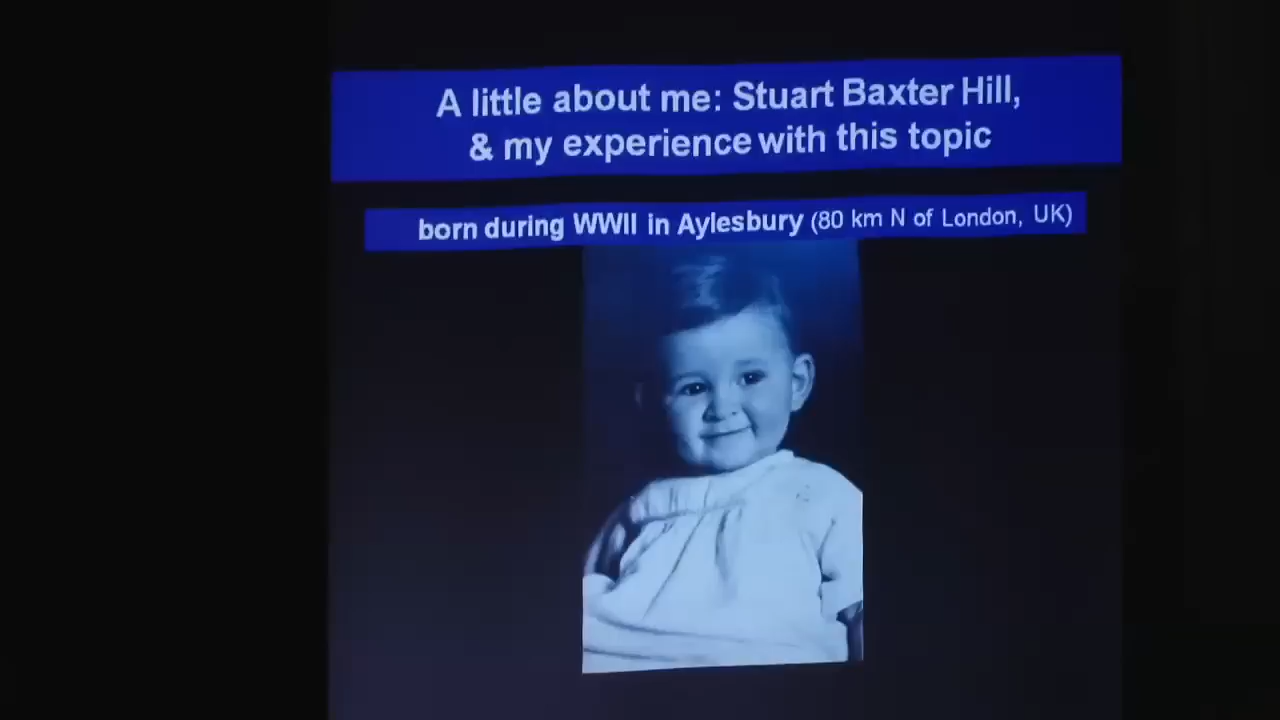 A little about me: Stuart Baxter Hill,
& my experience with this topic
born during WWII in Aylesbury (80 km N of London, UK)